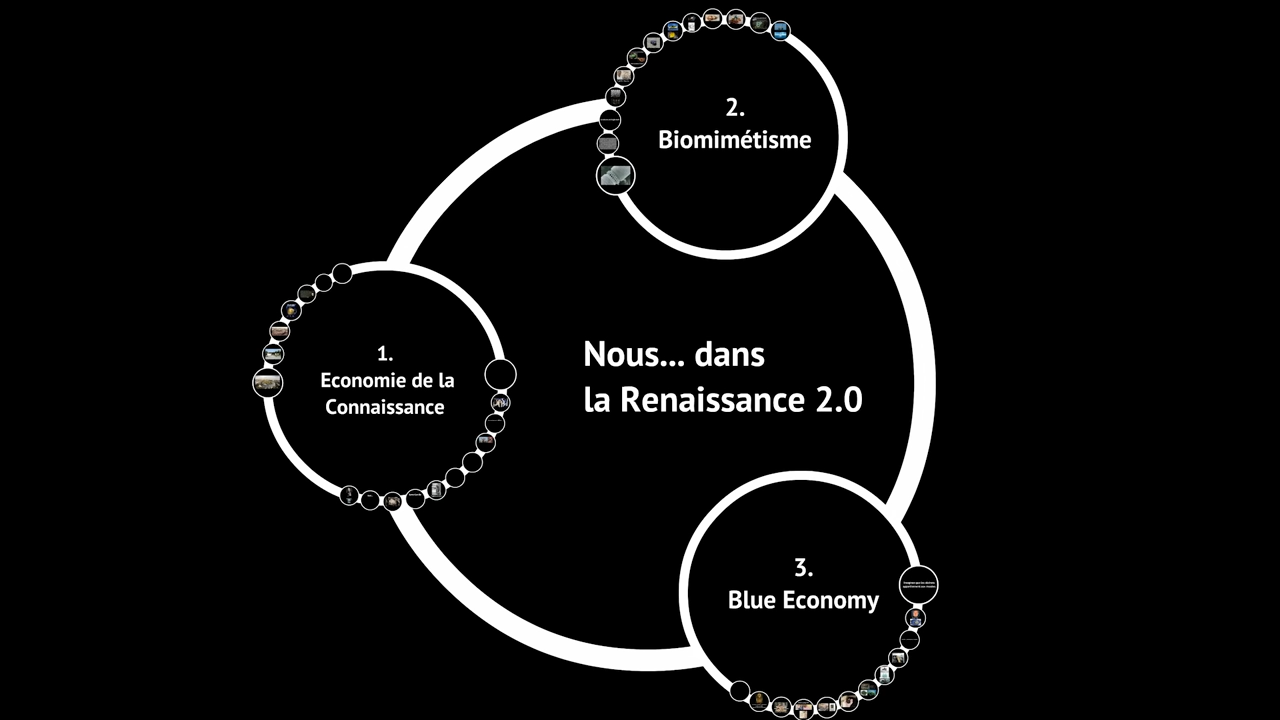 2.
Biomimétisme
1.
Economie de la
Connaissance
Nous... dans
la Renaissance 2.0
3.
Blue Economy